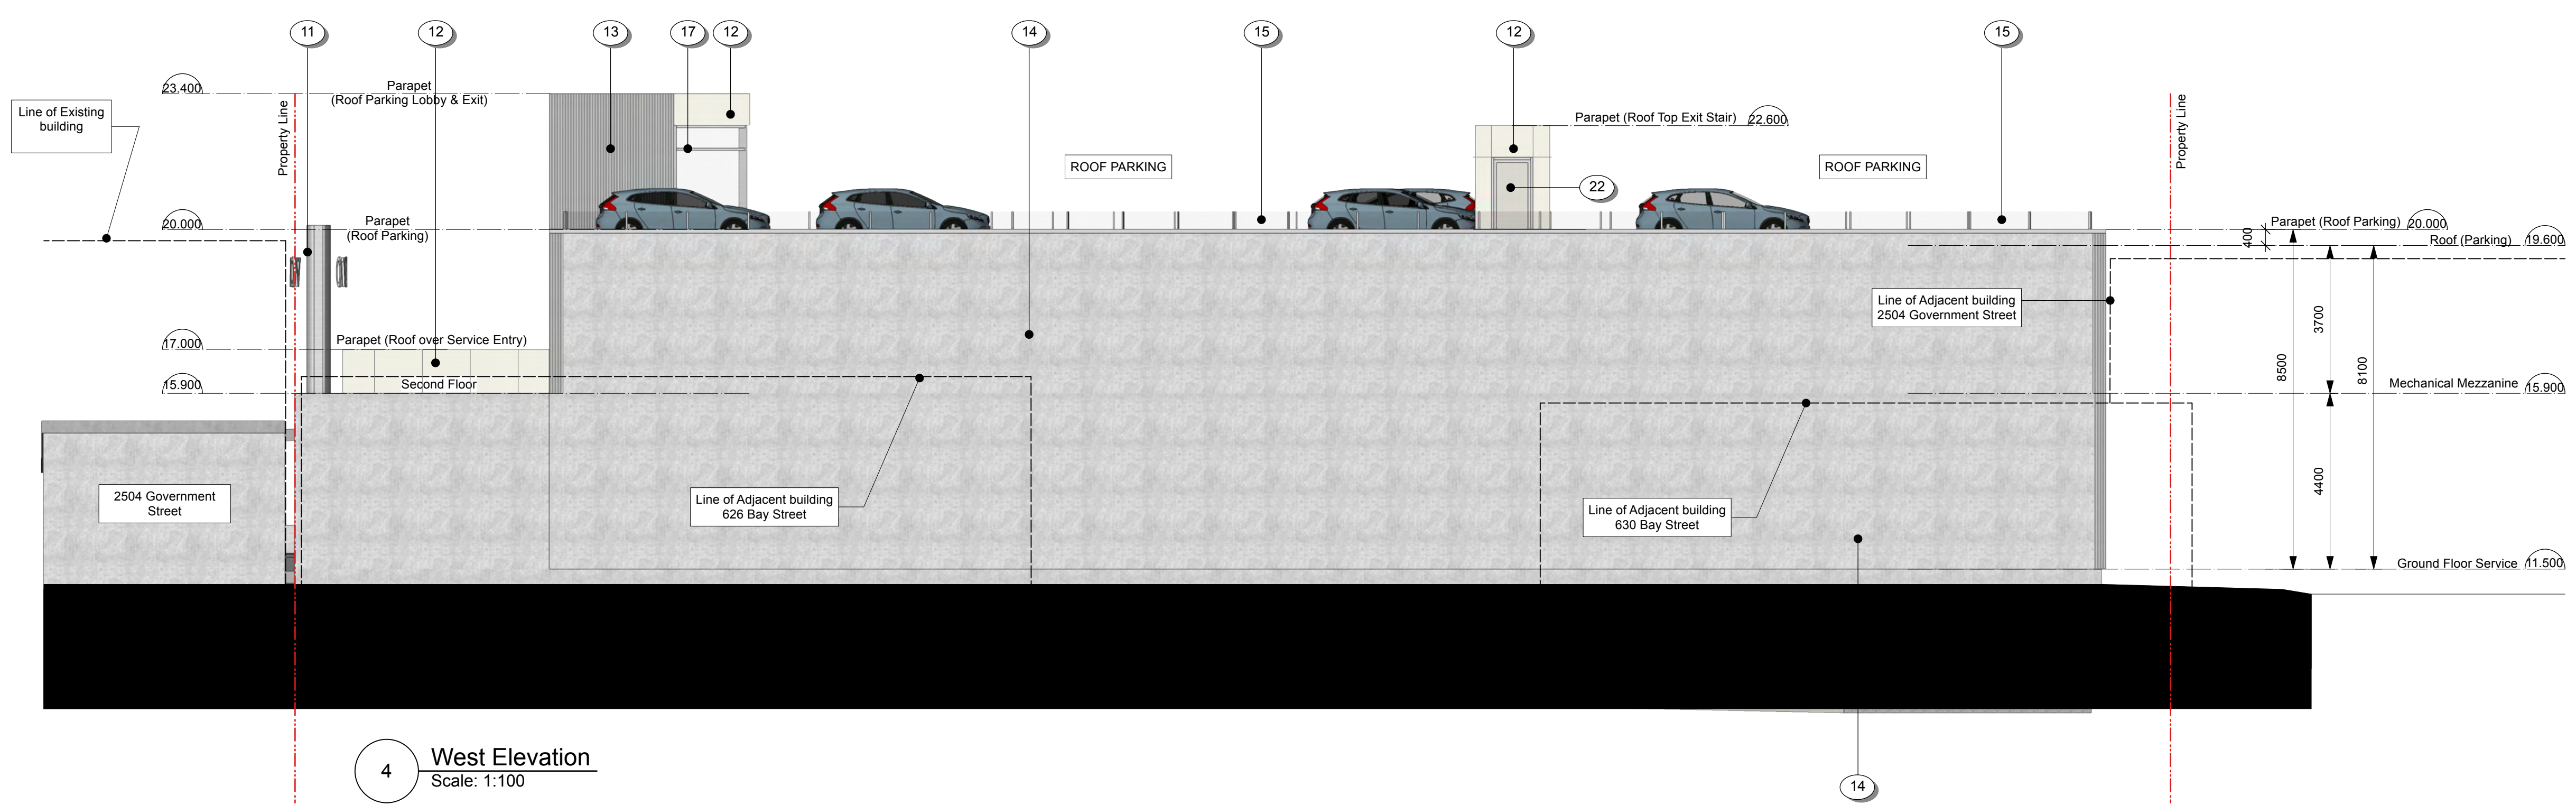 11
12
13
17
12
14
15
12
15
23.400
Parapet
(Roof Parking Lobby & Exit)
Line of Existing
building
Property Line
Parapet (Roof Top Exit Stair)
22.600
Property Line
ROOF PARKING
ROOF PARKING
22
20.000
Parapet
(Roof Parking)
Parapet (Roof Parking)
20.000
400
Roof (Parking)
19.600
Line of Adjacent building
2504 Government Street
3700
8500
8100
17.000
Parapet (Roof over Service Entry)
15.900
Second Floor
Mechanical Mezzanine
15.900
2504 Government
Street
Line of Adjacent building
626 Bay Street
Line of Adjacent building
630 Bay Street
4400
Ground Floor Service
11.500
4
West Elevation
Scale: 1:100
14